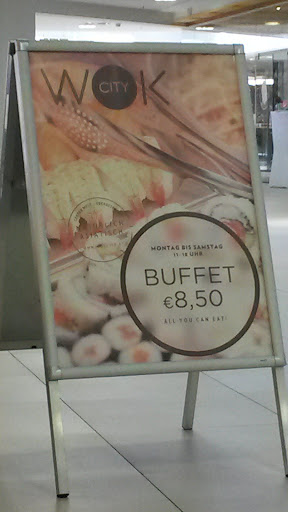 WOK
CITY
MONTAG BIS SAMSTAG
11-18 UHR
BUFFET
€8,50
ALL YOU CAN EAT!